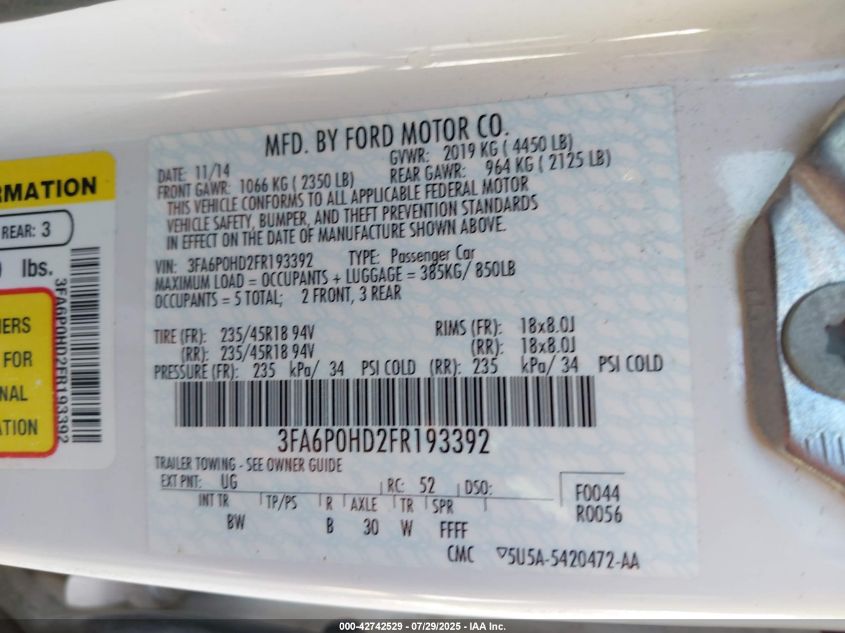 MFD. BY FORD MOTOR CO.
DATE: 11/14 GVWR: 2019 KG ( 4450 LB)
FRONT GAWR: 1066 KG ( 2350 LB) REAR GAWR: 964 KG ( 2125 LB)
THIS VEHICLE CONFORMS TO ALL APPLICABLE FEDERAL MOTOR
VEHICLE SAFETY, BUMPER, AND THEFT PREVENTION STANDARDS
IN EFFECT ON THE DATE OF MANUFACTURE SHOWN ABOVE.
VIN: 3FA6P0HD2FR193392 TYPE: Passenger Car
MAXIMUM LOAD = OCCUPANTS + LUGGAGE = 385KG/ 850LB
OCCUPANTS = 5 TOTAL; 2 FRONT, 3 REAR
TIRE (FR): 235/45R18 94V RIMS (FR): 18x8.0J
(RR): 235/45R18 94V (RR): 18x8.0J
PRESSURE (FR): 235 kPa/ 34 PSI COLD (RR): 235 kPa/ 34 PSI COLD
3FA6P0HD2FR193392
TRAILER TOWING - SEE OWNER GUIDE
EXT PNT: UG RC: 52 DSO: F0044
INT TR TP/PS R AXLE TR SPR R0056
BW B 30 W FFFF
CMC 5U5A-5420472-AA
RMATION
REAR: 3
lbs.
FOR
NAL
ATION
3FA6P0HD2FR193392
000-42742529 - 07/29/2025 - IAA Inc.